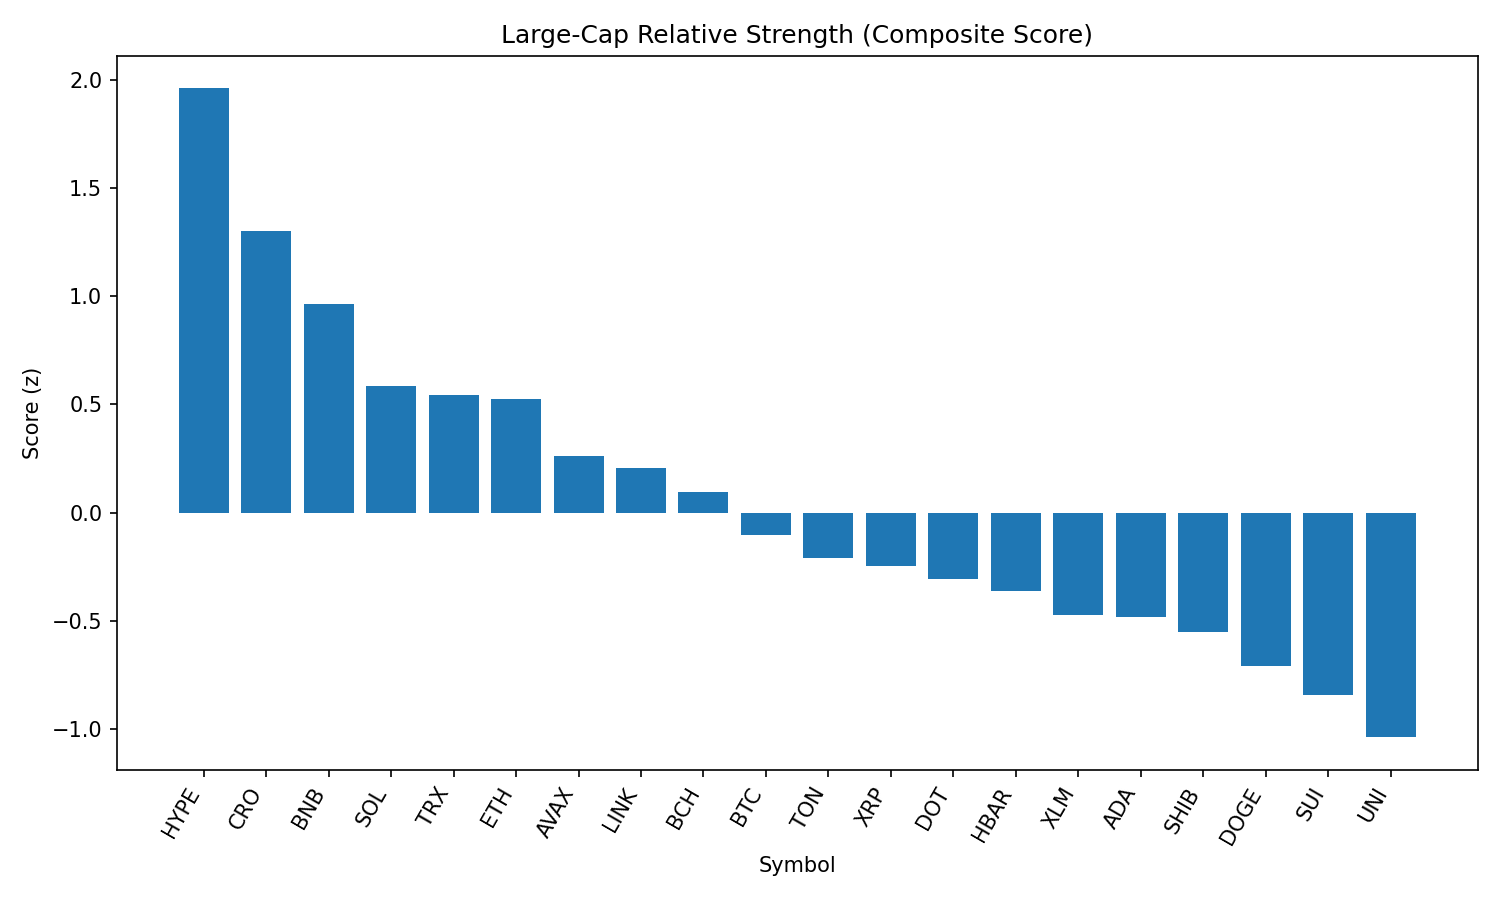 Large-Cap Relative Strength (Composite Score)
2.0
1.5
1.0
0.5
0.0
−0.5
−1.0
Score (z)
HYPE
CRO
BNB
SOL
TRX
ETH
AVAX
LINK
BCH
BTC
TON
XRP
DOT
HBAR
XLM
ADA
SHIB
DOGE
SUI
UNI
Symbol